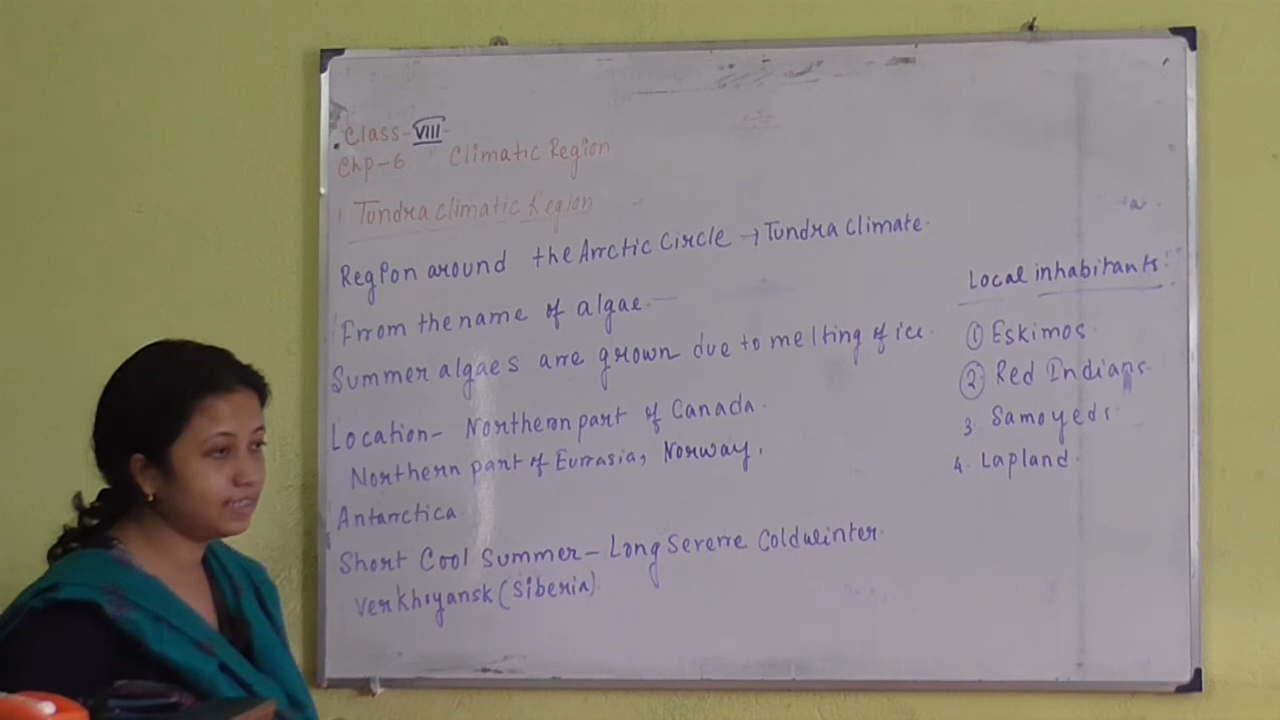 Class-VIII
Chp-6 Climatic Region
Tundra climatic Region
Region around the Arctic Circle → Tundra Climate.
From the name of algae.—
Summer algaes are grown due to melting of ice.
Location- Northern part of Canada.
Northern part of Eurasia, Norway.
Antarctica
Short Cool Summer - Long Severe Cold winter.
Verkhoyansk (Siberia).
Local inhabitants:
① Eskimos
② Red Indians
3. Samoyeds
4. Lapland